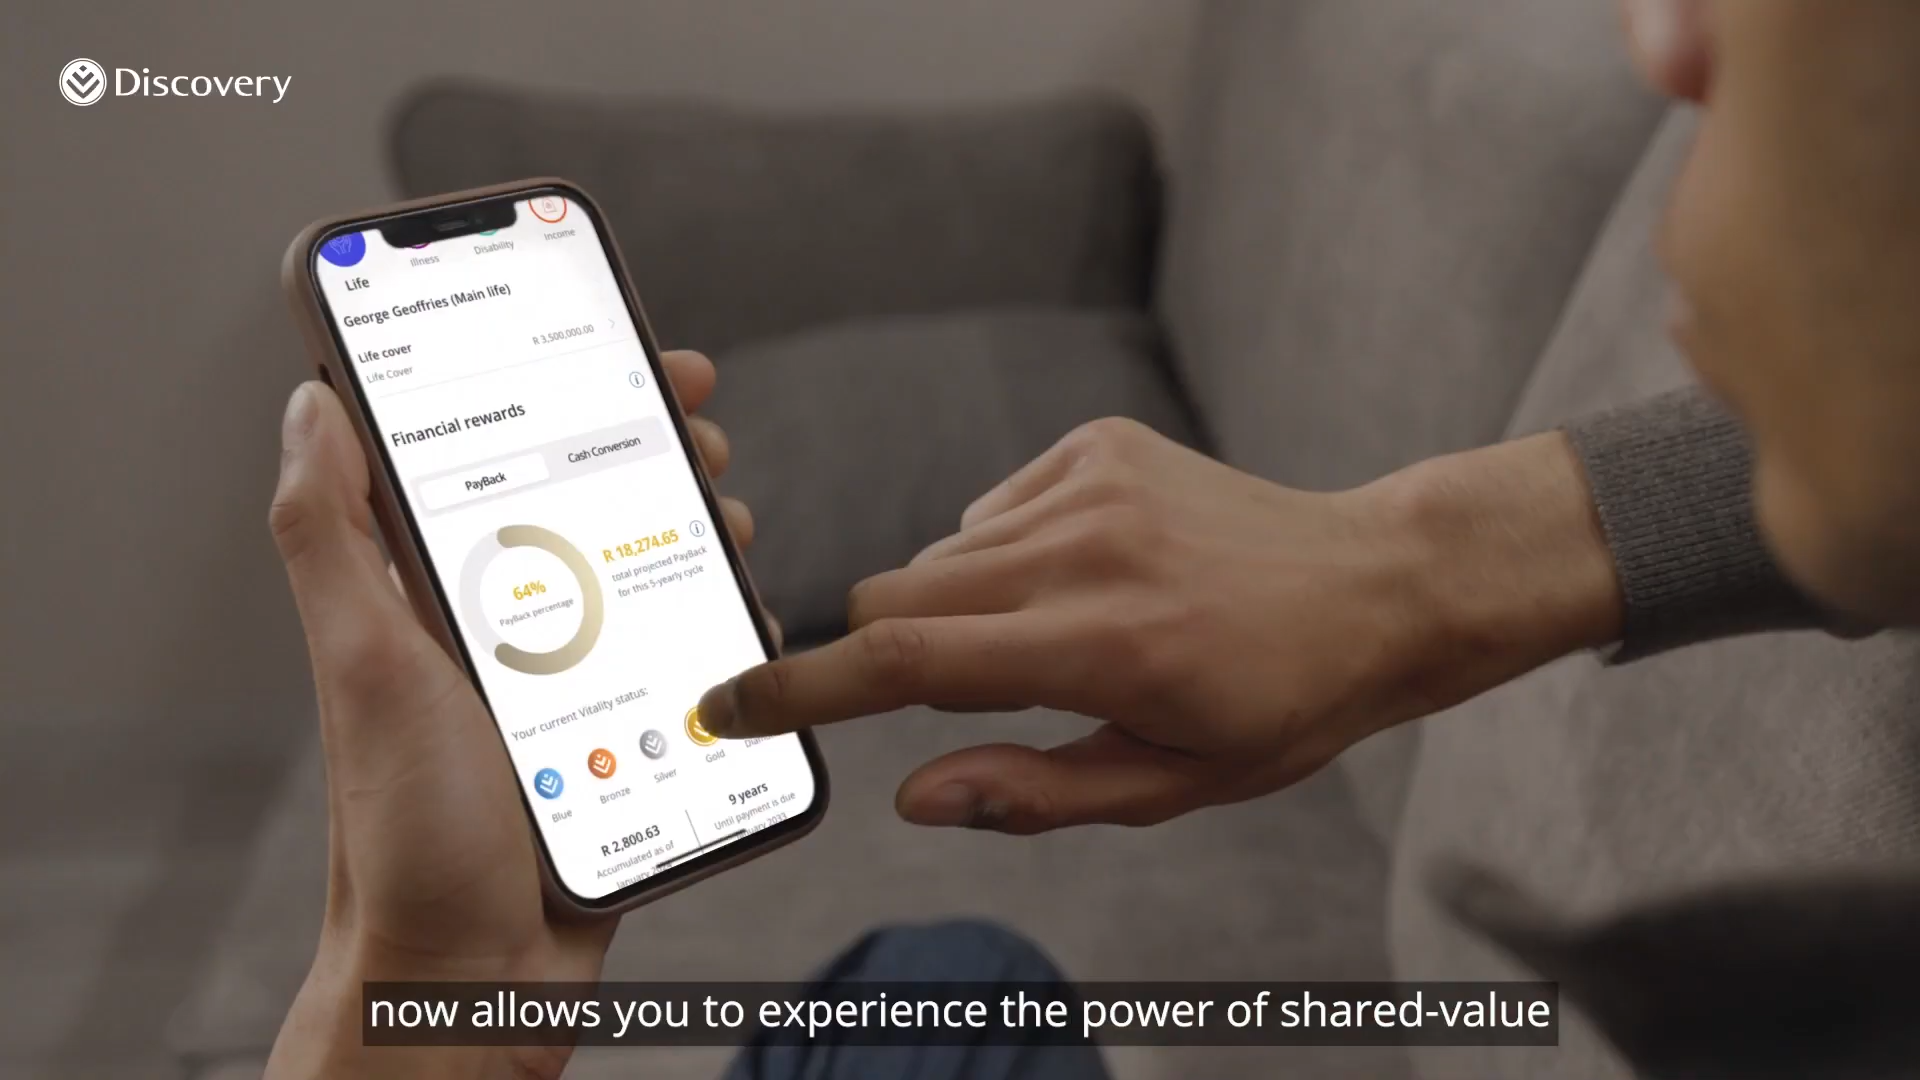 Discovery
Income
Disability
Illness
Life
George Geoffries (Main life)
Life cover
R 3,500,000.00
Life Cover
Financial rewards
PayBack
Cash Conversion
64%
PayBack percentage
R 18,274.65
total projected PayBack
for this 5-yearly cycle
Your current Vitality status:
Blue
Bronze
Silver
Gold
R 2,800.63
Accumulated as of
January
9 years
Until payment is due
January 2033
now allows you to experience the power of shared-value